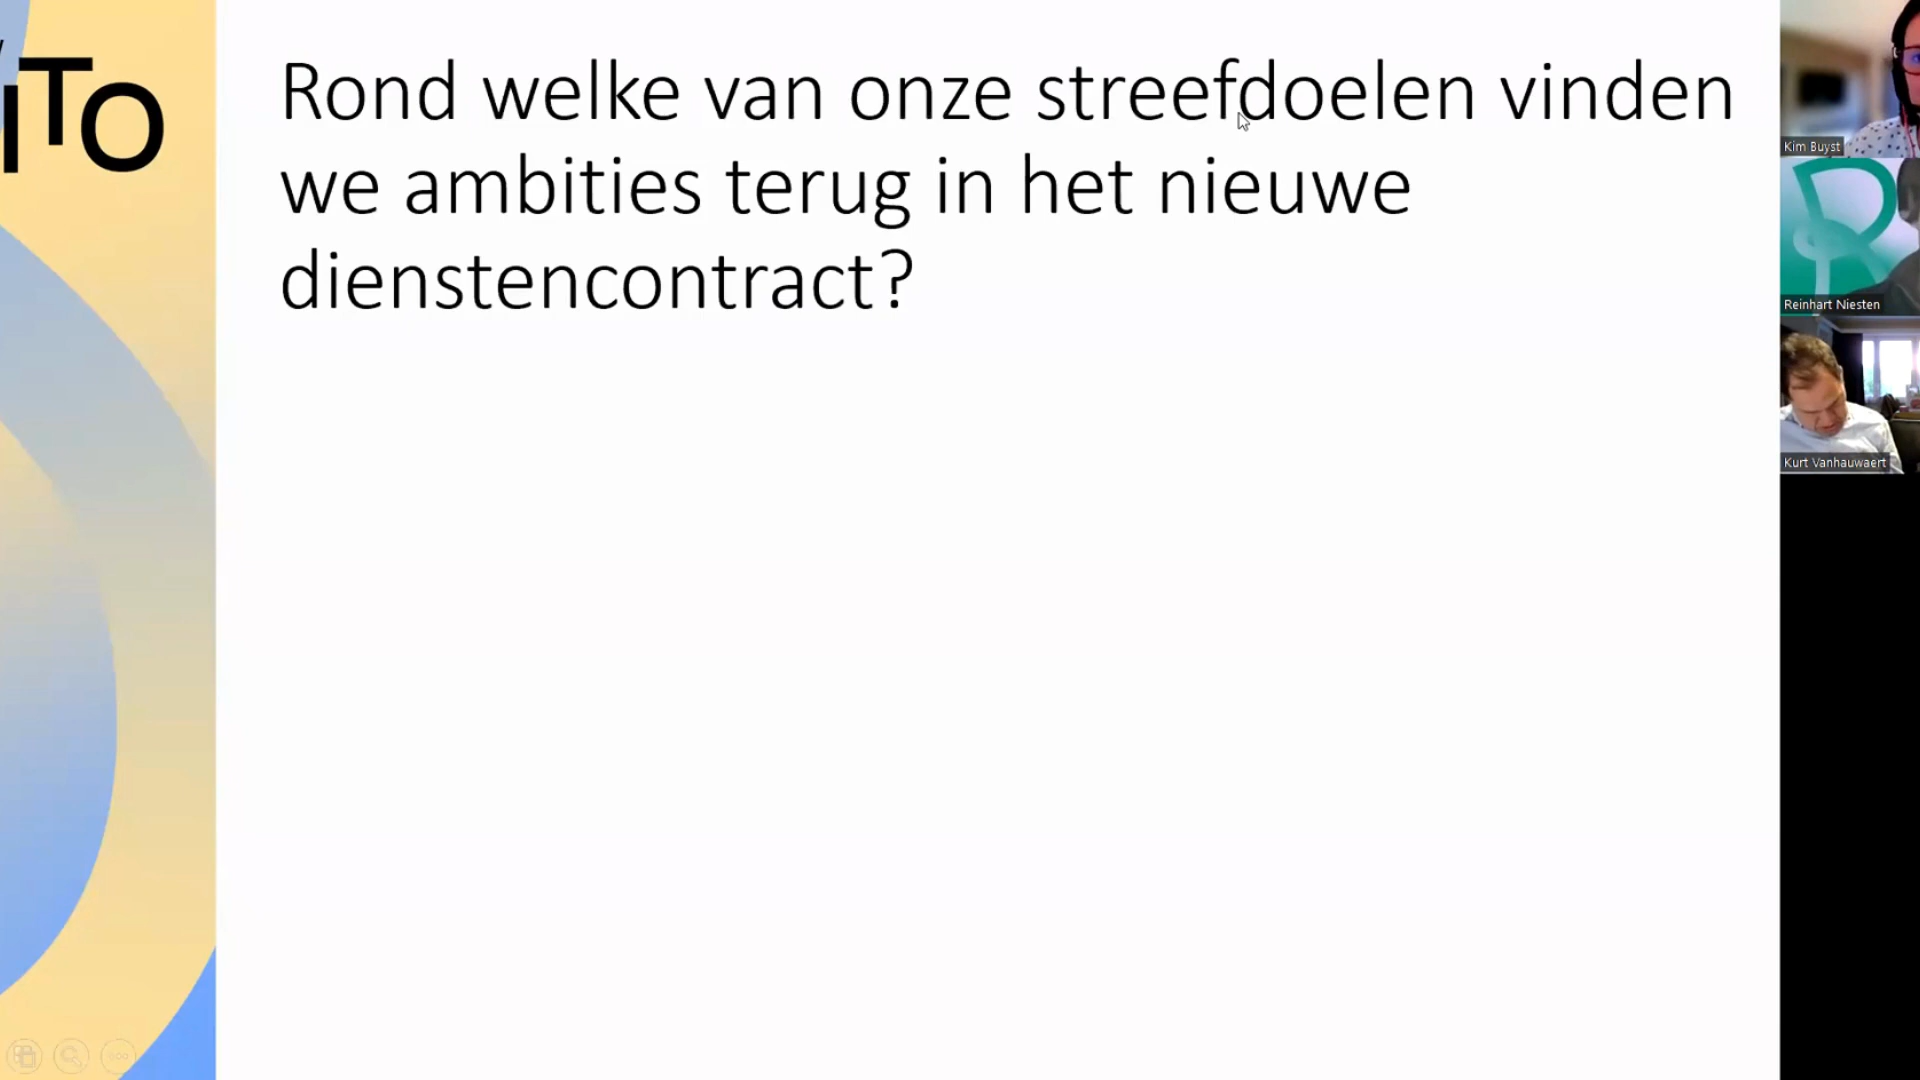 iTO
Rond welke van onze streefdoelen vinden
we ambities terug in het nieuwe
dienstencontract?
Kim Buyst
Reinhart Niesten
Kurt Vanhauwaert